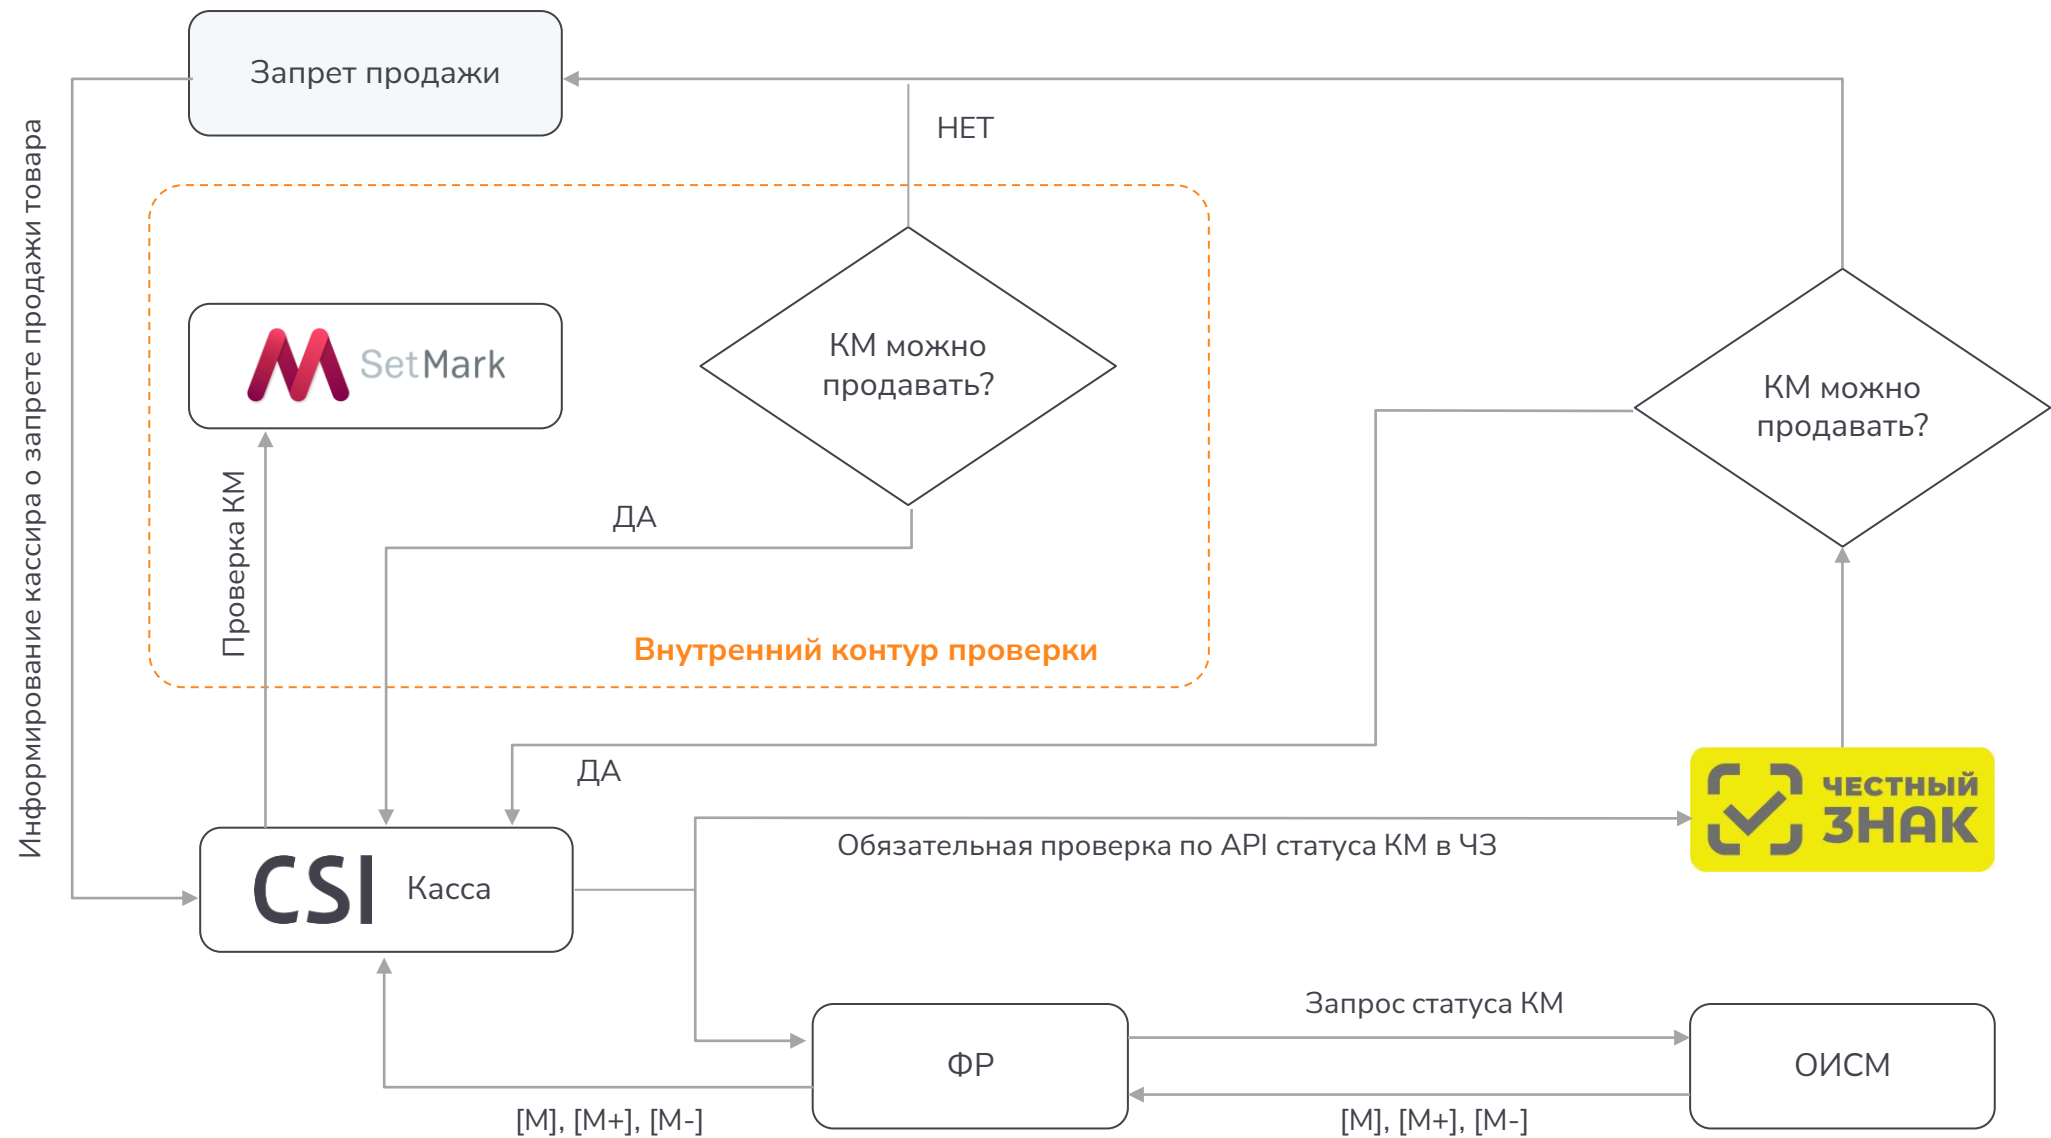 Запрет продажи
НЕТ
Информирование кассира о запрете продажи товара
SetMark
КМ можно
продавать?
КМ можно
продавать?
Проверка КМ
ДА
Внутренний контур проверки
ДА
ЧЕСТНЫЙ
ЗНАК
Обязательная проверка по API статуса КМ в ЧЗ
CSI Касса
Запрос статуса КМ
ФР
ОИСМ
[M], [M+], [M-]
[M], [M+], [M-]